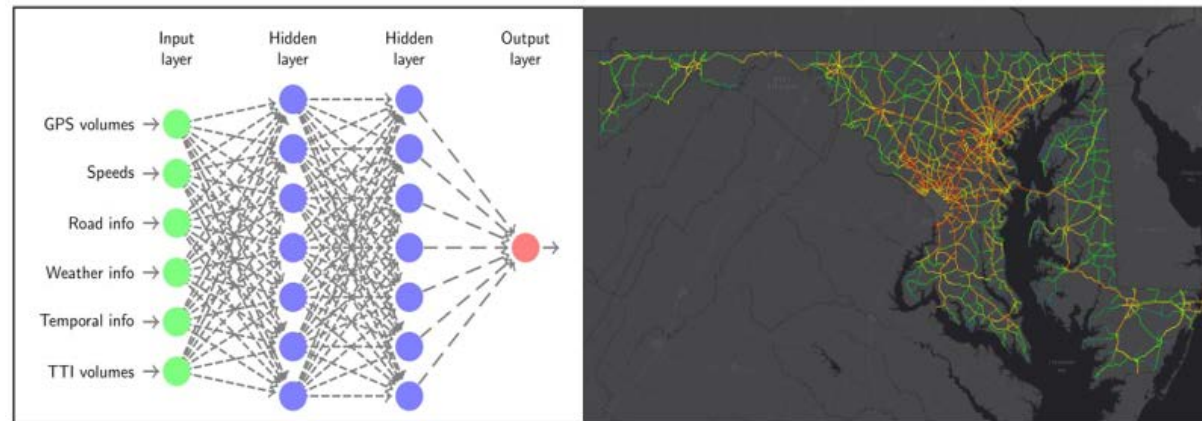 Input
layer
Hidden
layer
Hidden
layer
Output
layer
GPS volumes
Speeds
Road info
Weather info
Temporal info
TTI volumes